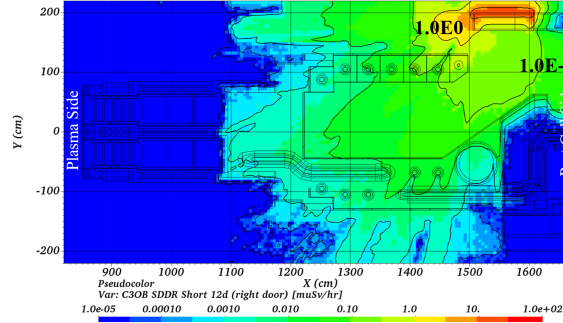 200
1.0E0
100
1.0E-
Y (cm)
Plasma Side
0
-100
-200
900 1000 1100 1200 1300 1400 1500 1600
X (cm)
Pseudocolor
Var: C3OB SDDR Short 12d (right door) [muSv/hr]
1.0e-05 0.00010 0.0010 0.010 0.10 1.0 10. 1.0e+02